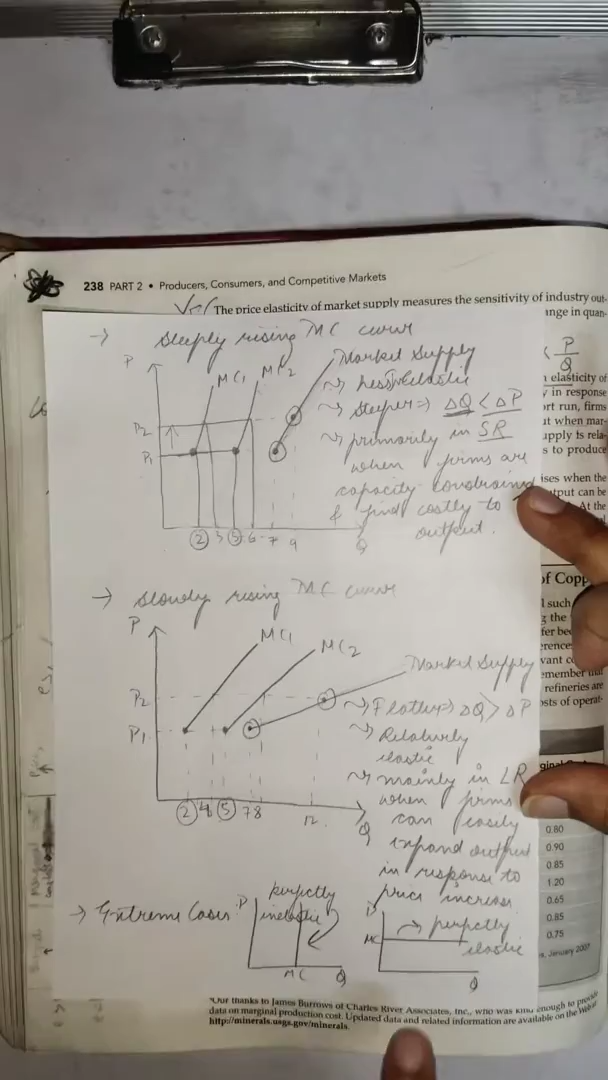 238 PART 2 • Producers, Consumers, and Competitive Markets
The price elasticity of market supply measures the sensitivity of industry out-
ange in quan-
→ Steeply rising MC curve
P
MC1
MC2
Market Supply
P2
P1
2 3 5 6 7 9
Q
Steeper ⇒ ΔQ < ΔP
primarily in SR
when firms are
capacity
& find costly to
output.
P
Q
elasticity of
in response
ort run, firms
ut when mar-
upply is rela-
s to produce
ises when the
tput can be
At the
→ Slowly rising MC curve
P
MC1
MC2
Market Supply
P2
P1
2 4 5 7 8 12
Q
Flatter ⇒ ΔQ > ΔP
Relatively
elastic
mainly in LR
when firms
can easily
expand output
in response to
price increase
of Copp
such
the
erence
vant co
emember that
refineries are
osts of operat-
0.80
0.90
0.85
1.20
0.65
0.85
0.75
, January 2007
→ Extreme Cases:
P
perfectly
inelastic
MC
Q
P
MC
perfectly
elastic
Q
*Our thanks to James Burrows of Charles River Associates, Inc., who was kind enough to provide
data on marginal production cost. Updated data and related information are available on the Web at
http://minerals.usgs.gov/minerals.